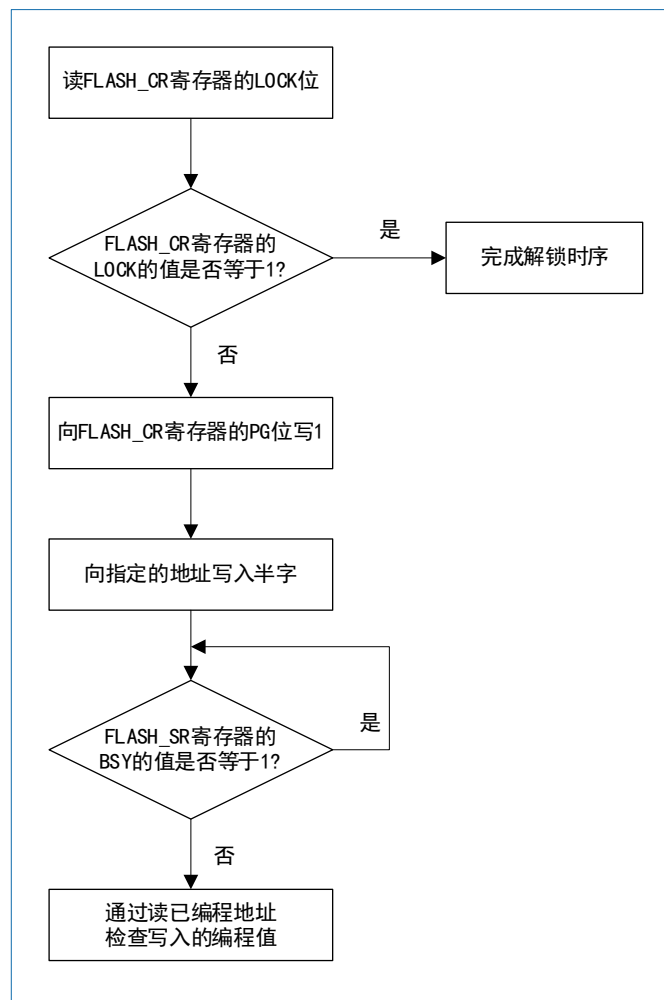 读FLASH_CR寄存器的LOCK位
FLASH_CR寄存器的
LOCK的值是否等于1?
是
完成解锁时序
否
向FLASH_CR寄存器的PG位写1
向指定的地址写入半字
FLASH_SR寄存器的
BSY的值是否等于1?
是
否
通过读已编程地址
检查写入的编程值